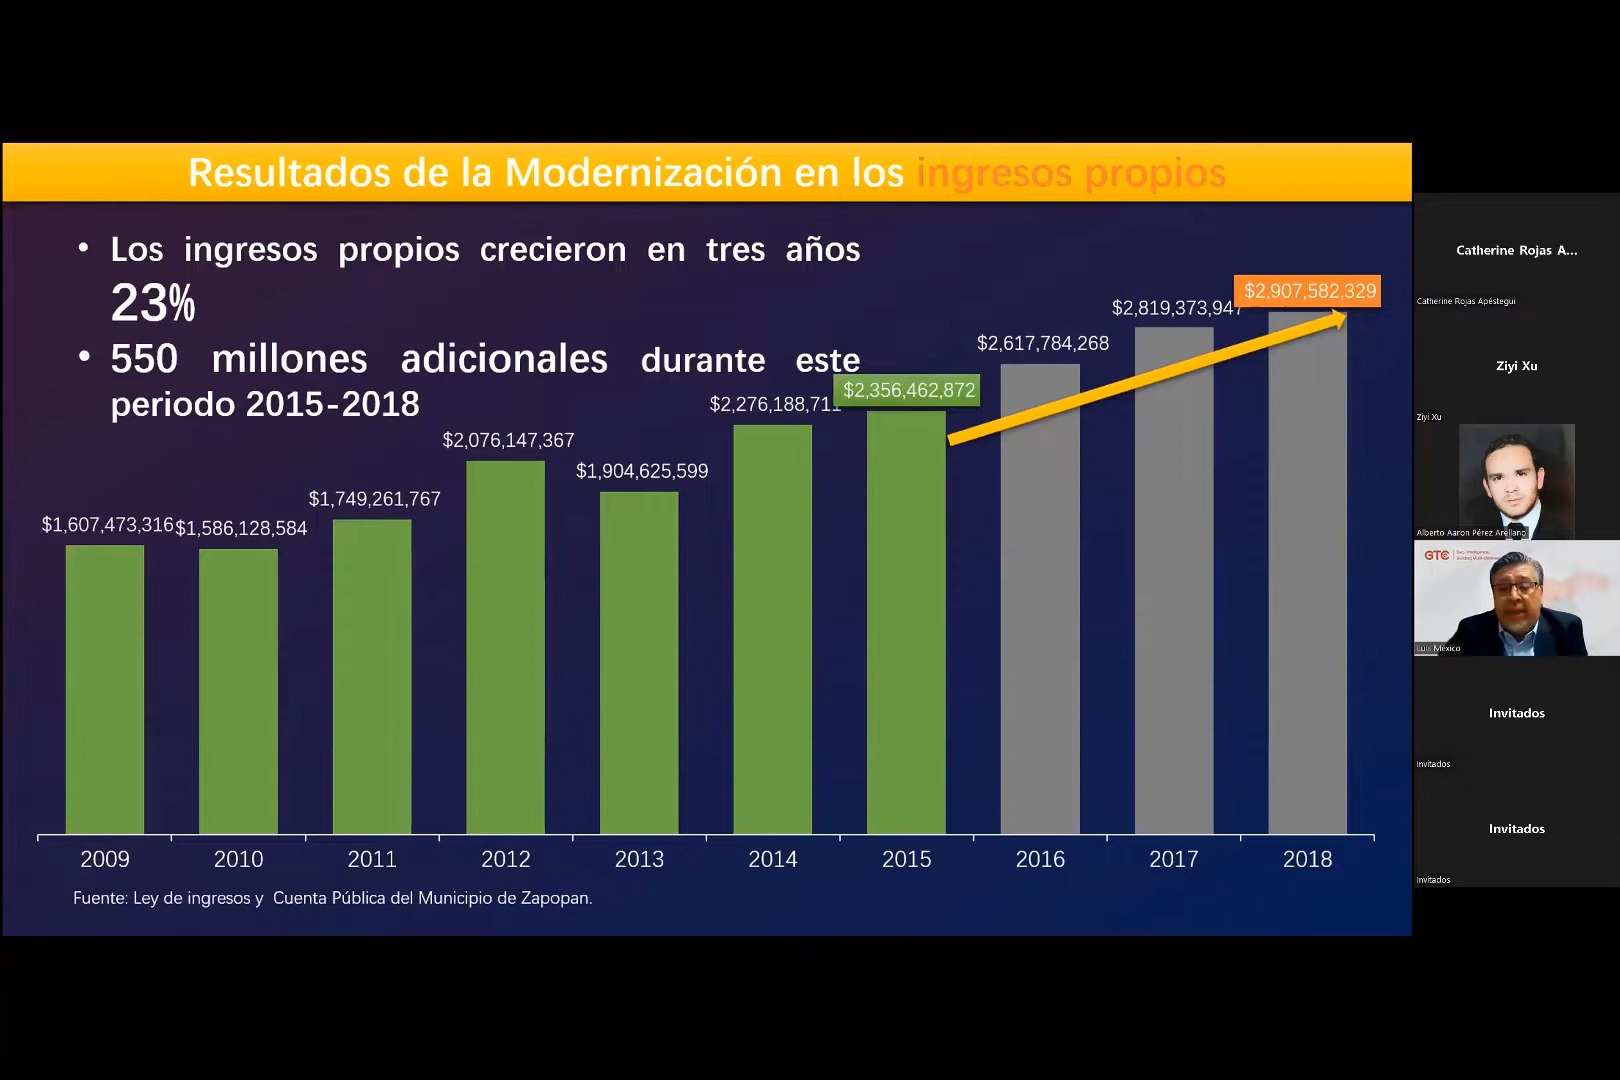 Resultados de la Modernización en los ingresos propios
• Los ingresos propios crecieron en tres años
23%
• 550 millones adicionales durante este
periodo 2015-2018
$1,607,473,316
$1,586,128,584
$1,749,261,767
$2,076,147,367
$1,904,625,599
$2,276,188,711
$2,356,462,872
$2,617,784,268
$2,819,373,947
$2,907,582,329
2009 2010 2011 2012 2013 2014 2015 2016 2017 2018
Fuente: Ley de ingresos y Cuenta Pública del Municipio de Zapopan.
Catherine Rojas A...
Catherine Rojas Apéstegui
Ziyi Xu
Ziyi Xu
Alberto Aaron Pérez Arellano
GTC
Luis México
Invitados
Invitados
Invitados
Invitados